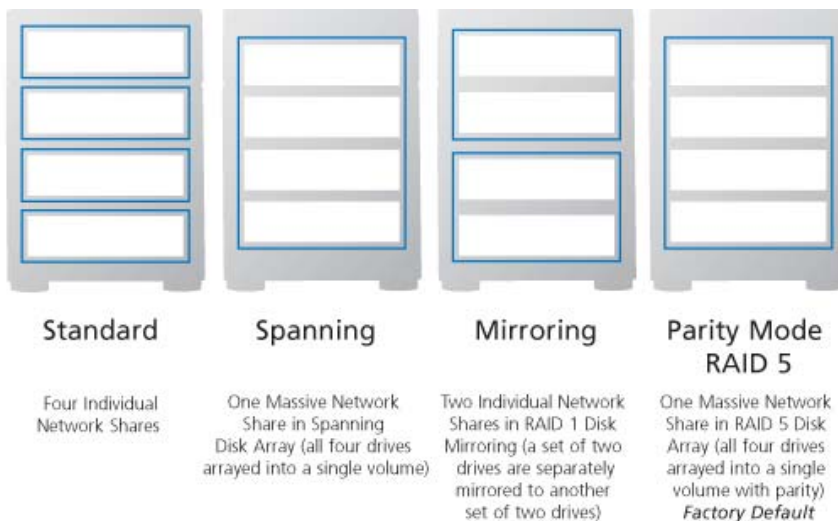 Standard
Four Individual
Network Shares
Spanning
One Massive Network
Share in Spanning
Disk Array (all four drives
arrayed into a single volume)
Mirroring
Two Individual Network
Shares in RAID 1 Disk
Mirroring (a set of two
drives are separately
mirrored to another
set of two drives)
Parity Mode
RAID 5
One Massive Network
Share in RAID 5 Disk
Array (all four drives
arrayed into a single
volume with parity)
Factory Default